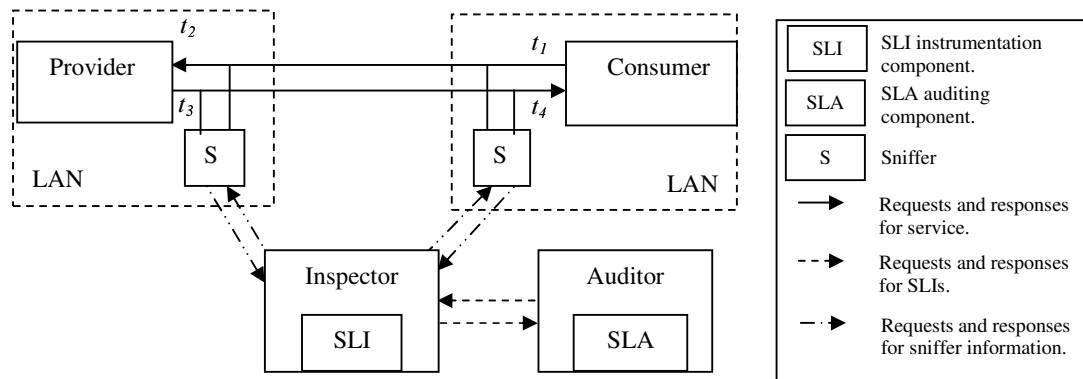 t2
t1
Provider
Consumer
t3
t4
S
S
LAN
LAN
Inspector
Auditor
SLI
SLA
SLI
SLI instrumentation
component.
SLA
SLA auditing
component.
S
Sniffer
Requests and responses
for service.
Requests and responses
for SLIs.
Requests and responses
for sniffer information.